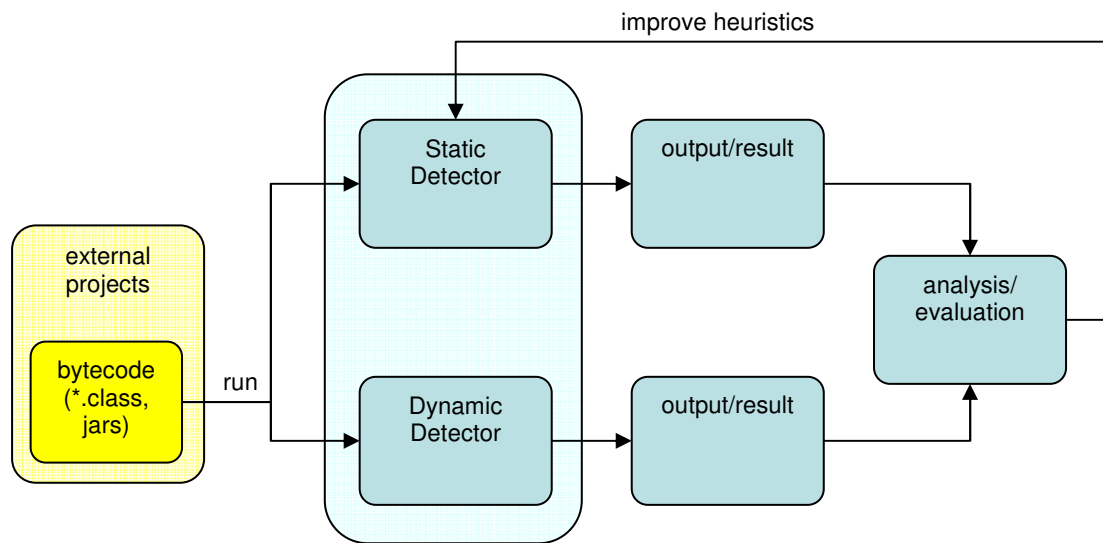 improve heuristics
Static
Detector
output/result
external
projects
analysis/
evaluation
bytecode
(*.class,
jars)
run
Dynamic
Detector
output/result